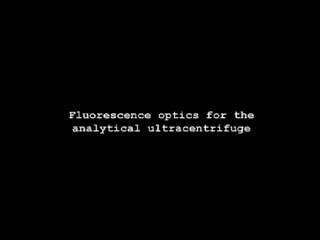 Fluorescence optics for the
analytical ultracentrifuge